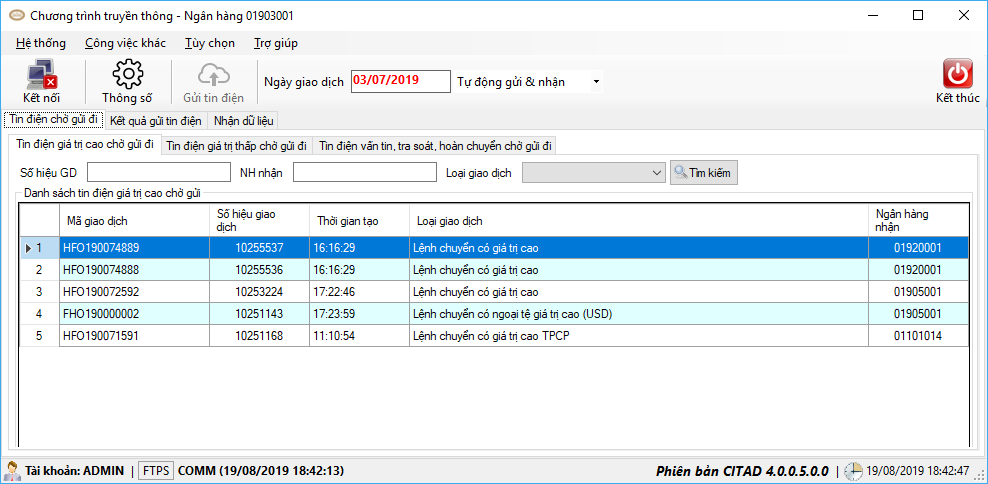 Chương trình truyền thông - Ngân hàng 01903001
Hệ thống Công việc khác Tùy chọn Trợ giúp
Kết nối Thông số Gửi tin điện Ngày giao dịch 03/07/2019 Tự động gửi & nhận Kết thúc
Tin điện chờ gửi đi Kết quả gửi tin điện Nhận dữ liệu
Tin điện giá trị cao chờ gửi đi Tin điện giá trị thấp chờ gửi đi Tin điện vấn tin, tra soát, hoàn chuyển chờ gửi đi
Số hiệu GD NH nhận Loại giao dịch Tìm kiếm
Danh sách tin điện giá trị cao chờ gửi
Mã giao dịch Số hiệu giao dịch Thời gian tạo Loại giao dịch Ngân hàng nhận
1 HFO190074889 10255537 16:16:29 Lệnh chuyển có giá trị cao 01920001
2 HFO190074888 10255536 16:16:29 Lệnh chuyển có giá trị cao 01920001
3 HFO190072592 10253224 17:22:46 Lệnh chuyển có giá trị cao 01905001
4 FHO190000002 10251143 17:23:59 Lệnh chuyển có ngoại tệ giá trị cao (USD) 01905001
5 HFO190071591 10251168 11:10:54 Lệnh chuyển có giá trị cao TPCP 01101014
Tài khoản: ADMIN | FTPS COMM (19/08/2019 18:42:13) Phiên bản CITAD 4.0.0.5.0.0 | 19/08/2019 18:42:47